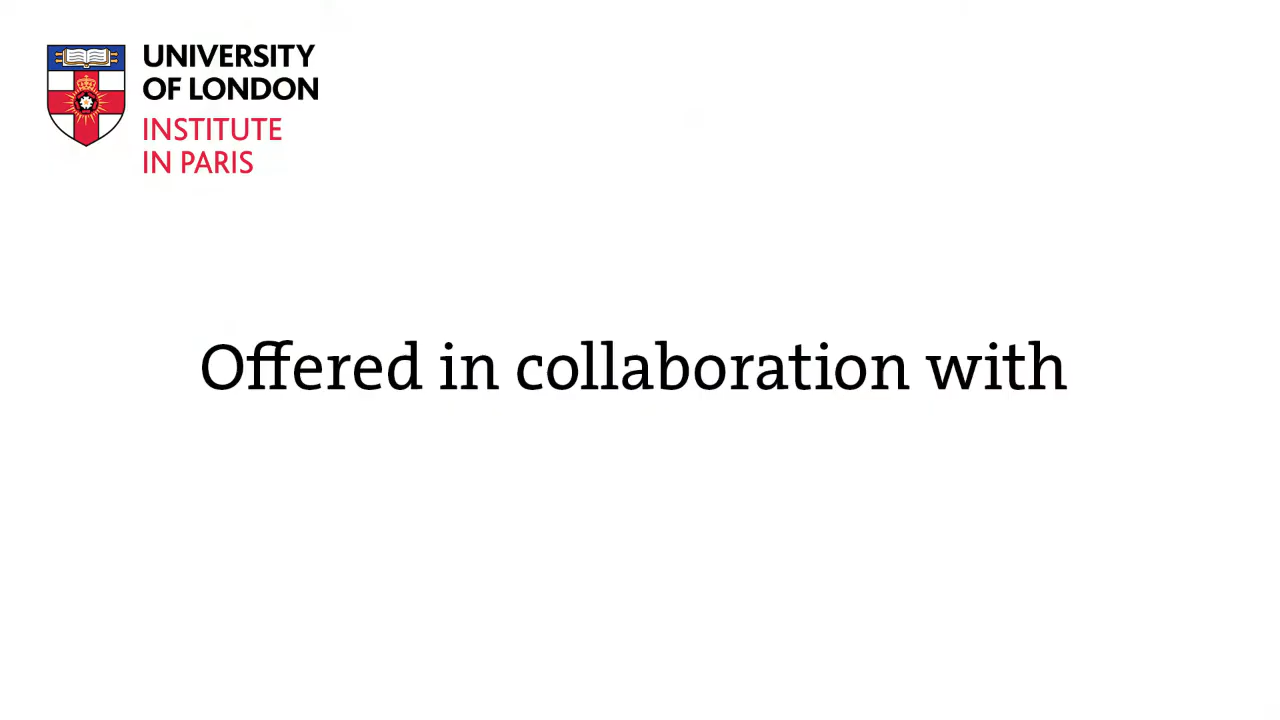 UNIVERSITY
OF LONDON
INSTITUTE
IN PARIS
Offered in collaboration with